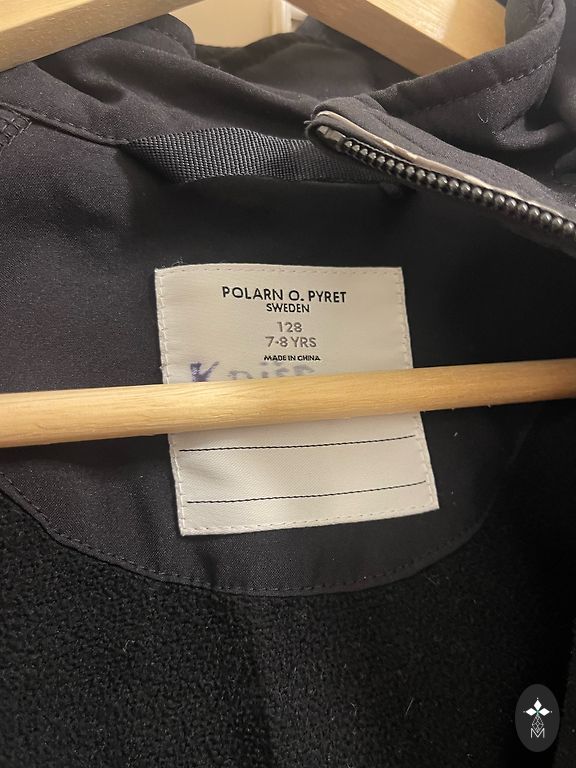 POLARN O. PYRET
SWEDEN
128
7-8 YRS
MADE IN CHINA